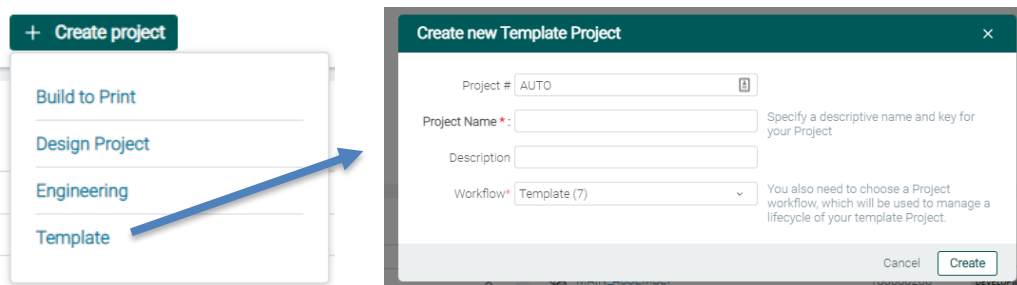 + Create project
Build to Print
Design Project
Engineering
Template
Create new Template Project
Project # AUTO
Project Name * :
Specify a descriptive name and key for
your Project
Description
Workflow* Template (7)
You also need to choose a Project
workflow, which will be used to manage a
lifecycle of your template Project.
Cancel Create
MAIN_ASSEMBLY